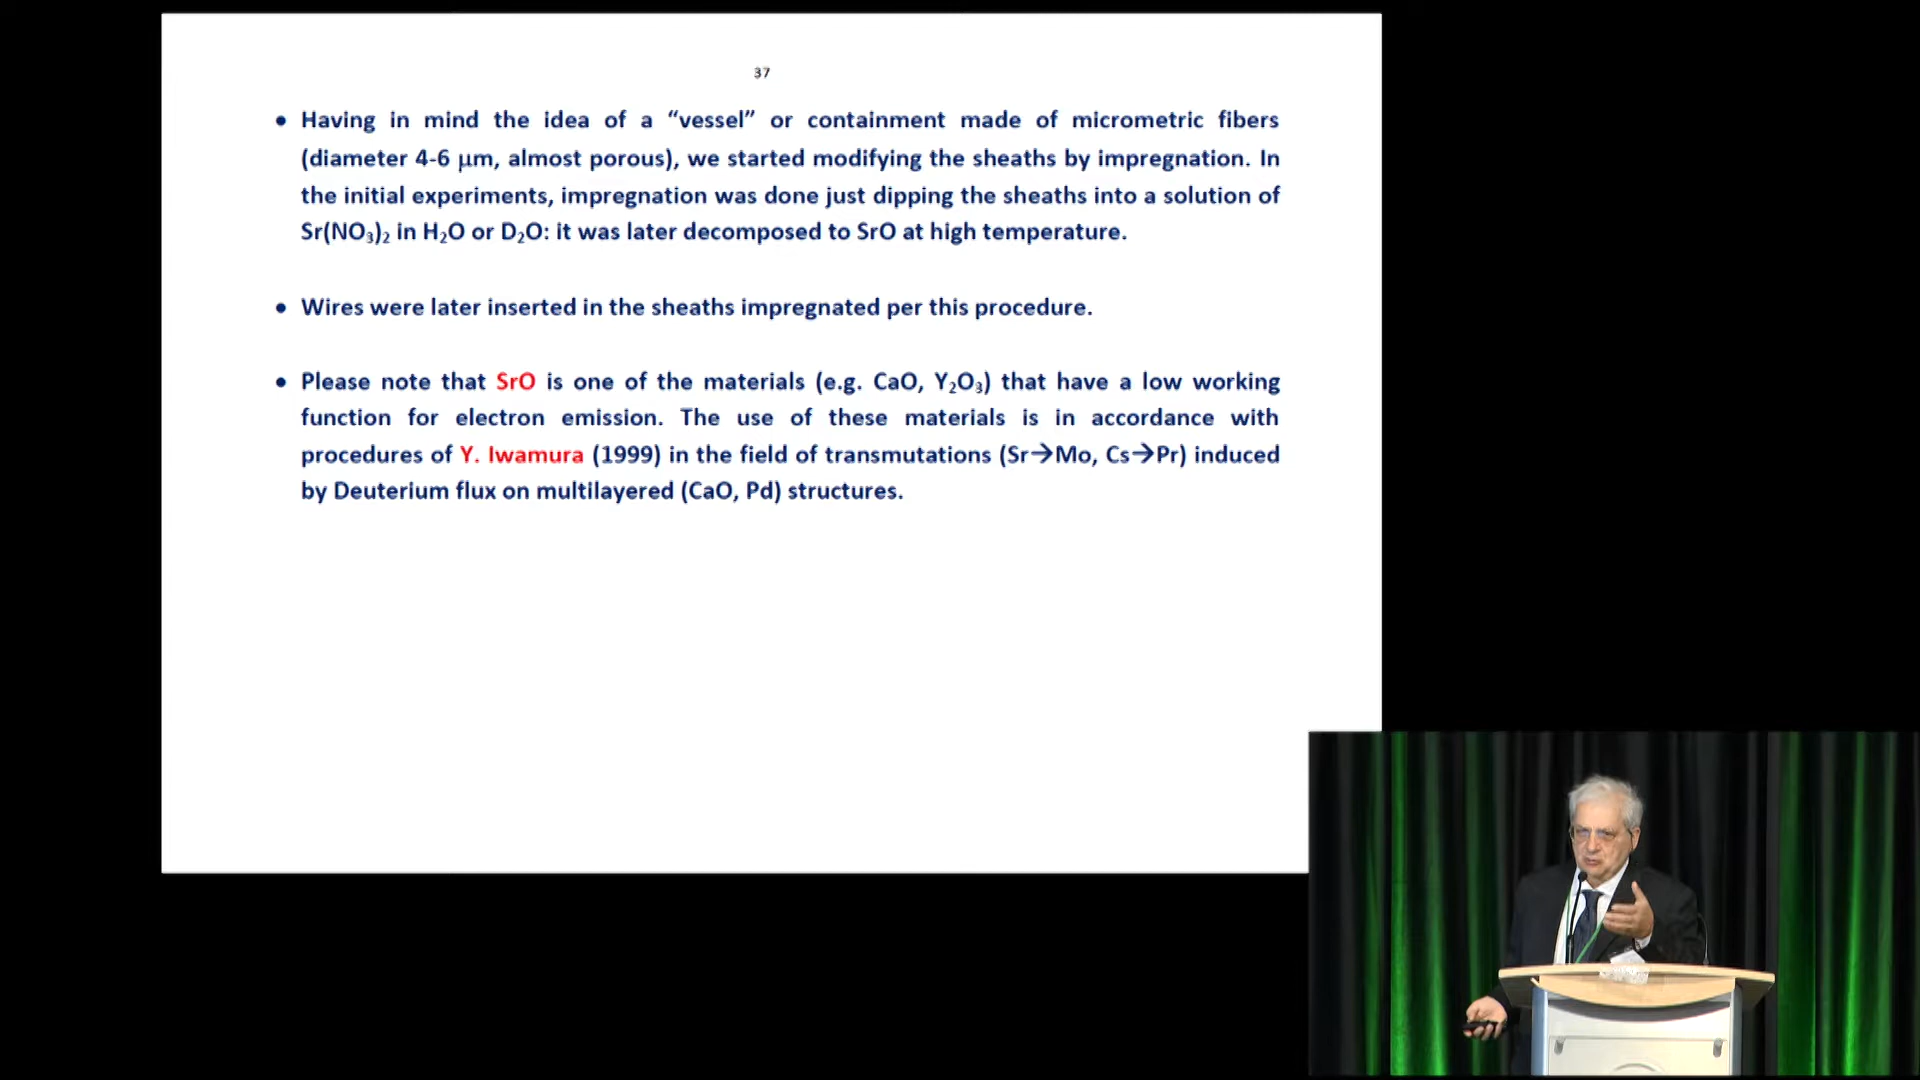 37
• Having in mind the idea of a “vessel” or containment made of micrometric fibers
(diameter 4-6 μm, almost porous), we started modifying the sheaths by impregnation. In
the initial experiments, impregnation was done just dipping the sheaths into a solution of
Sr(NO₃)₂ in H₂O or D₂O: it was later decomposed to SrO at high temperature.
• Wires were later inserted in the sheaths impregnated per this procedure.
• Please note that SrO is one of the materials (e.g. CaO, Y₂O₃) that have a low working
function for electron emission. The use of these materials is in accordance with
procedures of Y. Iwamura (1999) in the field of transmutations (Sr→Mo, Cs→Pr) induced
by Deuterium flux on multilayered (CaO, Pd) structures.